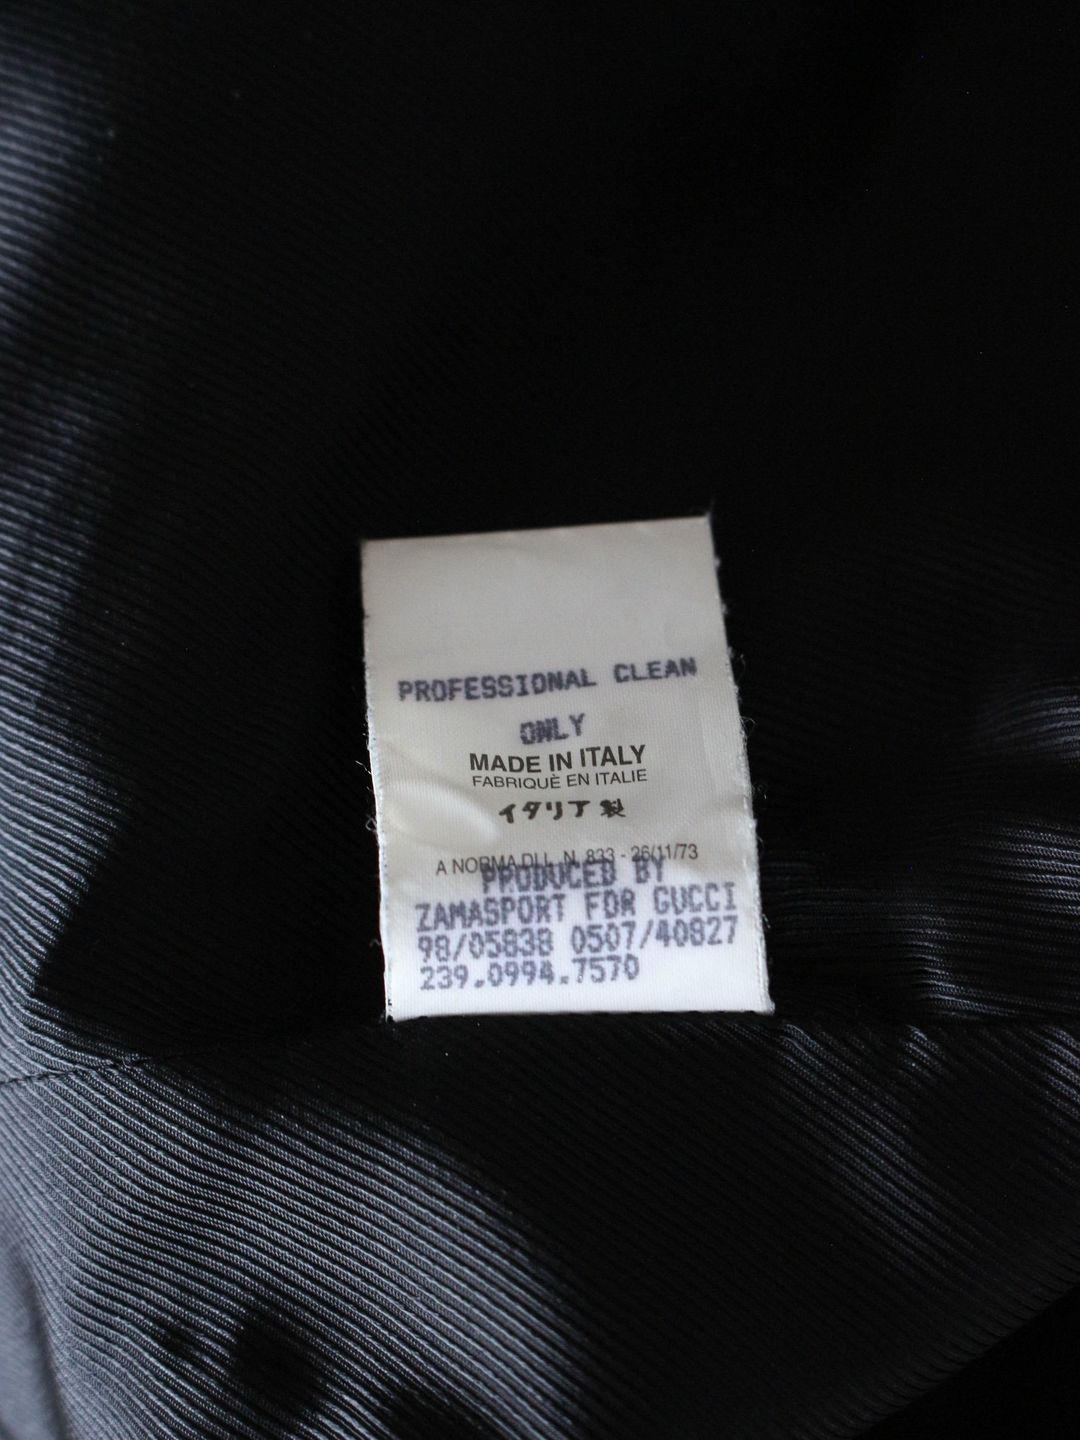 PROFESSIONAL CLEAN
ONLY
MADE IN ITALY
FABRIQUÈ EN ITALIE
イタリア製
A NORMA DI L. N. 833 - 26/11/73
PRODUCED BY
ZAMASPORT FOR GUCCI
98/05838 0507/40827
239.0994.7570